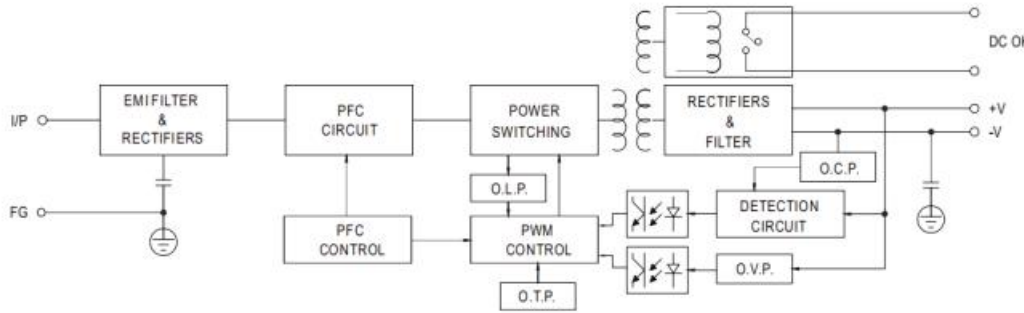 DC OK
EMI FILTER
&
RECTIFIERS
PFC
CIRCUIT
POWER
SWITCHING
RECTIFIERS
&
FILTER
I/P
+V
-V
O.C.P.
O.L.P.
FG
DETECTION
CIRCUIT
PFC
CONTROL
PWM
CONTROL
O.V.P.
O.T.P.